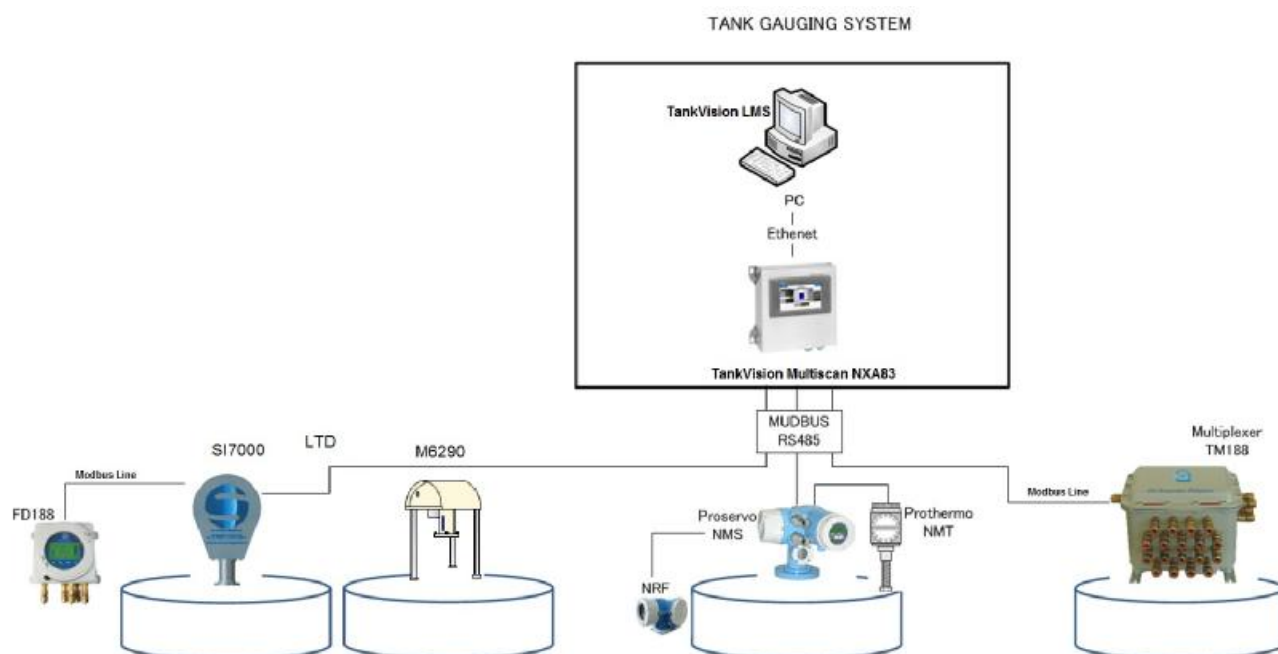 TANK GAUGING SYSTEM
TankVision LMS
PC
Ethenet
TankVision Multiscan NXA83
MUDBUS
RS485
Multiplexer
TM188
SI7000
LTD
M6290
Modbus Line
Modbus Line
FD188
Proservo
NMS
Prothermo
NMT
NRF